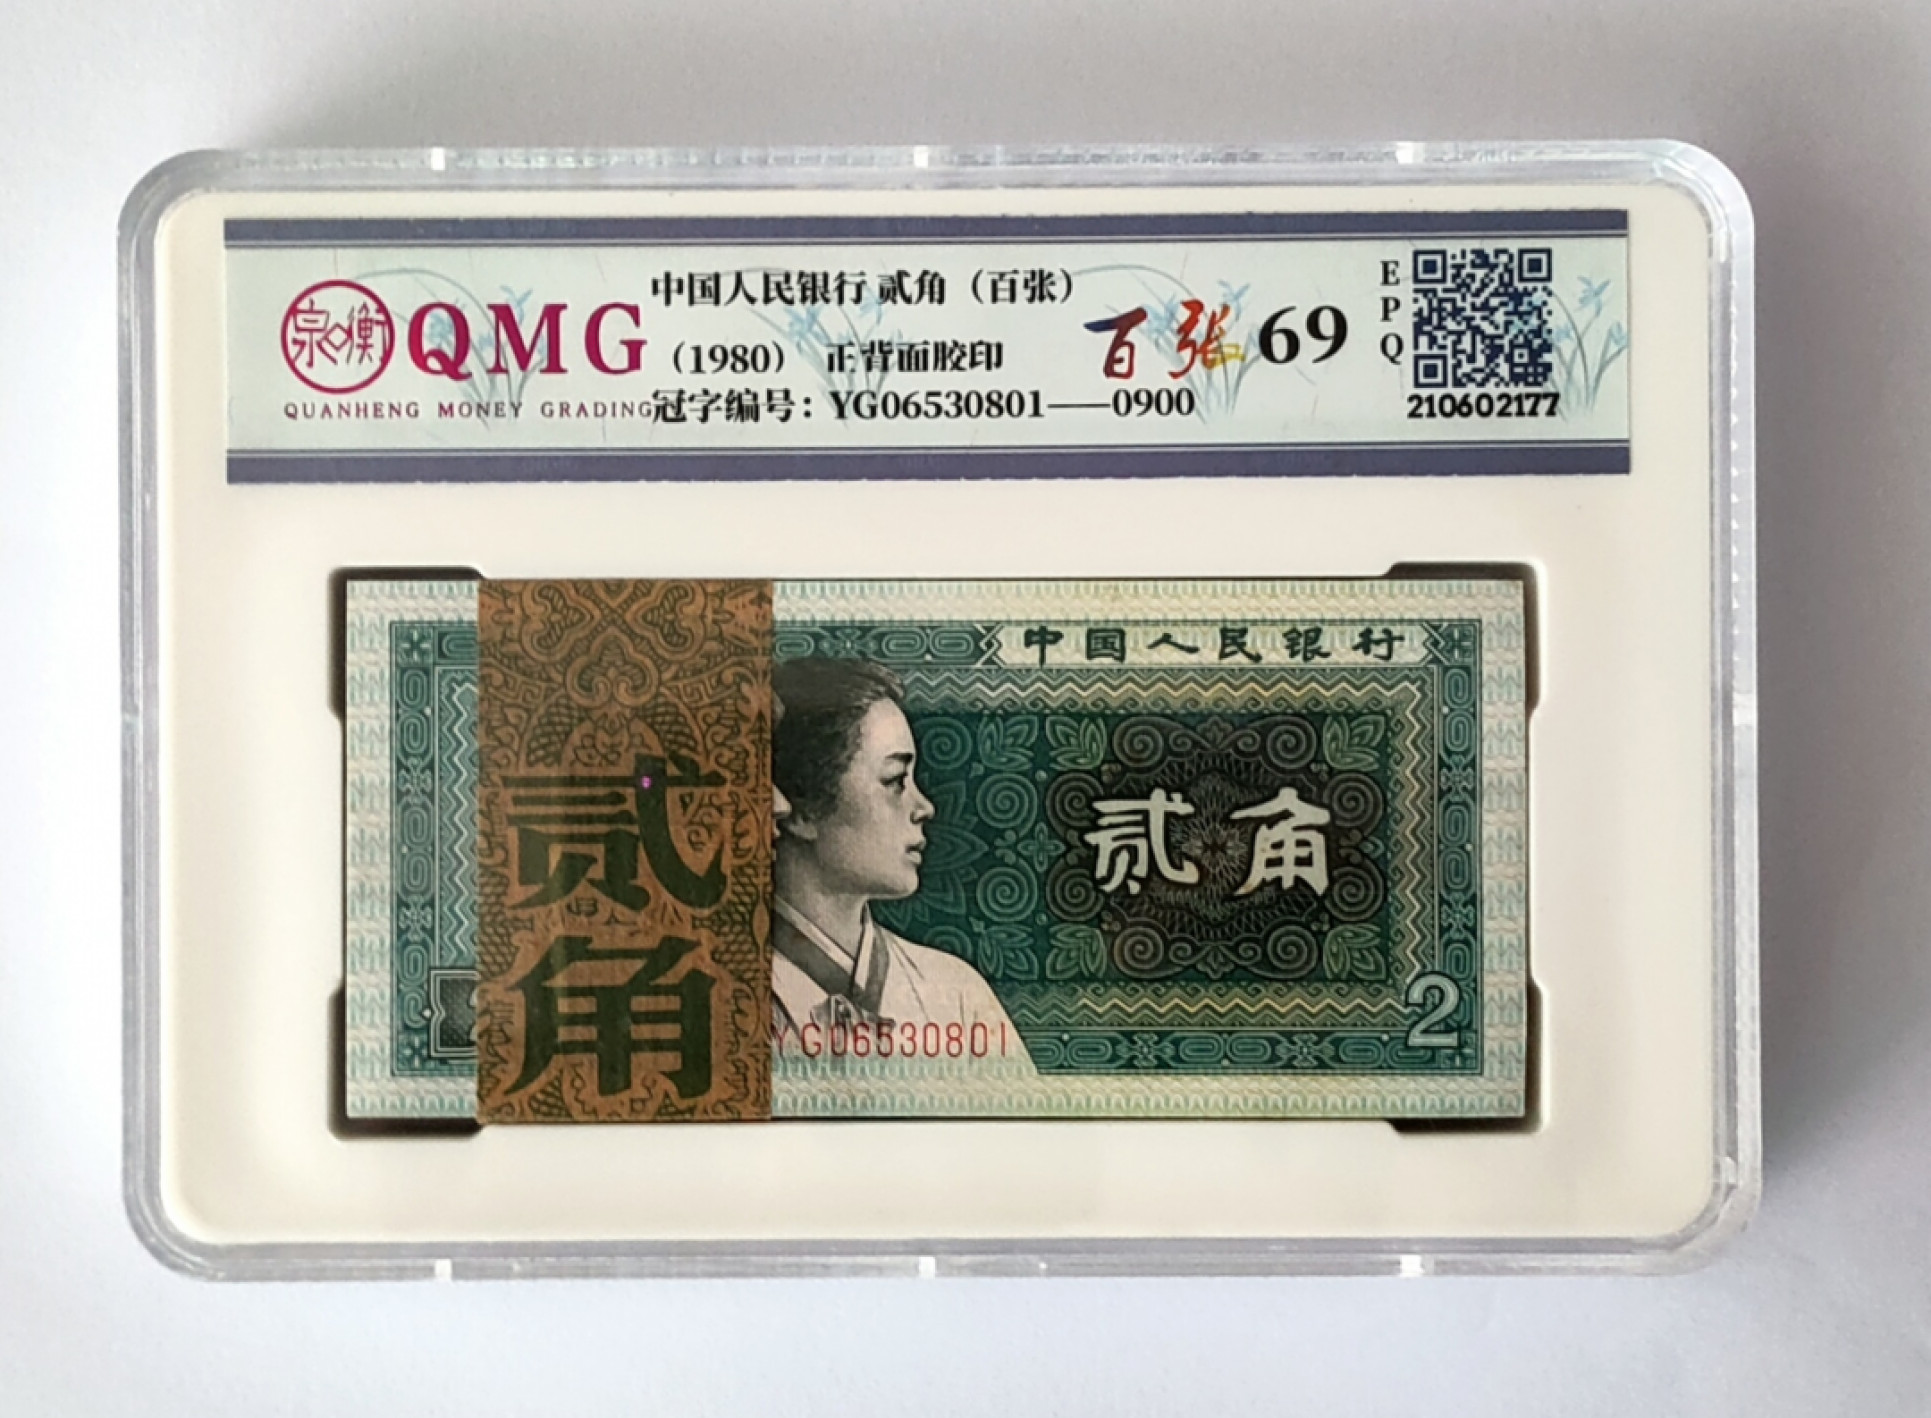 泉衡 QMG
QUANHENG MONEY GRADING
中国人民银行 贰角（百张）
（1980） 正背面胶印
冠字编号：YG06530801——0900
百张 69
EPQ
210602177
中国人民银行
贰角
贰角
YG06530801
2